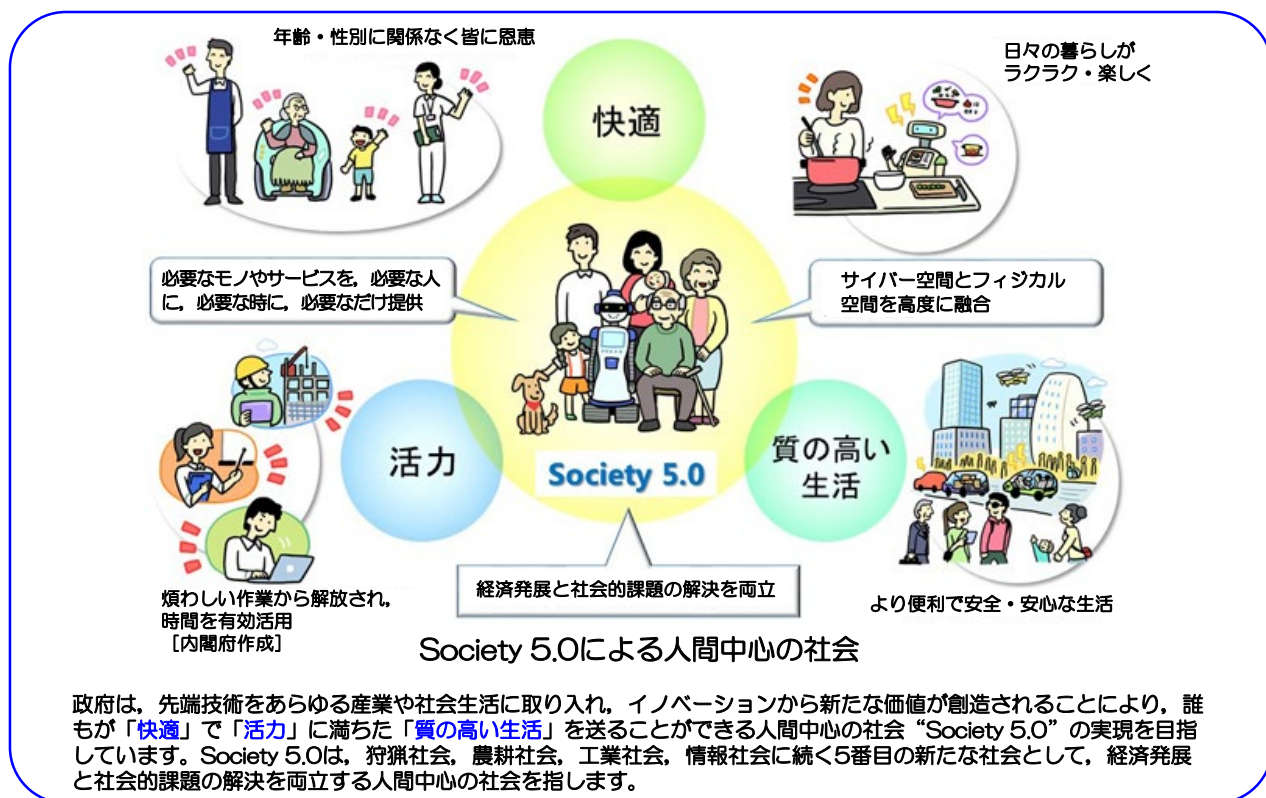 年齢・性別に関係なく皆に恩恵
日々の暮らしが
ラクラク・楽しく
快適
必要なモノやサービスを，必要な人
に，必要な時に，必要なだけ提供
サイバー空間とフィジカル
空間を高度に融合
活力
質の高い
生活
Society 5.0
経済発展と社会的課題の解決を両立
煩わしい作業から解放され，
時間を有効活用
［内閣府作成］
より便利で安全・安心な生活
Society 5.0による人間中心の社会
政府は，先端技術をあらゆる産業や社会生活に取り入れ，イノベーションから新たな価値が創造されることにより，誰
もが「快適」で「活力」に満ちた「質の高い生活」を送ることができる人間中心の社会“Society 5.0”の実現を目指
しています。Society 5.0は，狩猟社会，農耕社会，工業社会，情報社会に続く5番目の新たな社会として，経済発展
と社会的課題の解決を両立する人間中心の社会を指します。